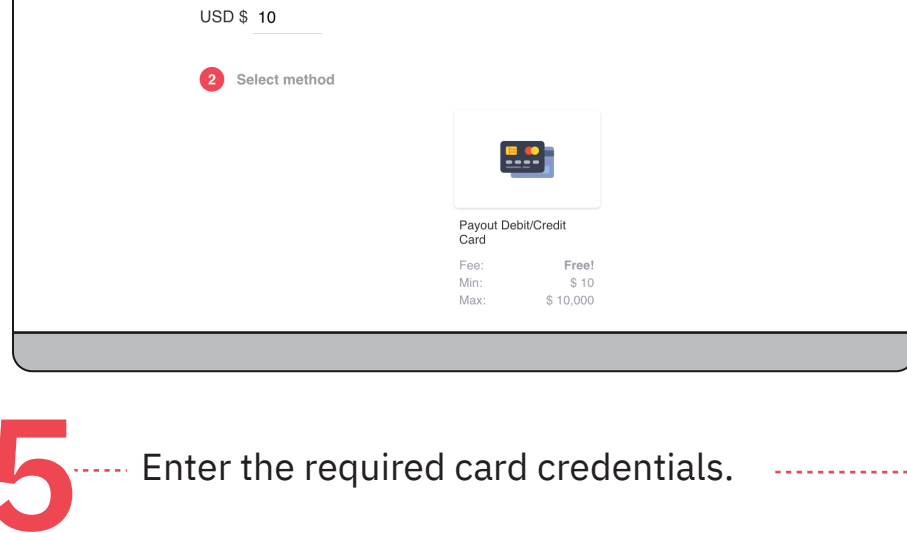 USD $ 10
2 Select method
Payout Debit/Credit
Card
Fee: Free!
Min: $ 10
Max: $ 10,000
5 Enter the required card credentials.